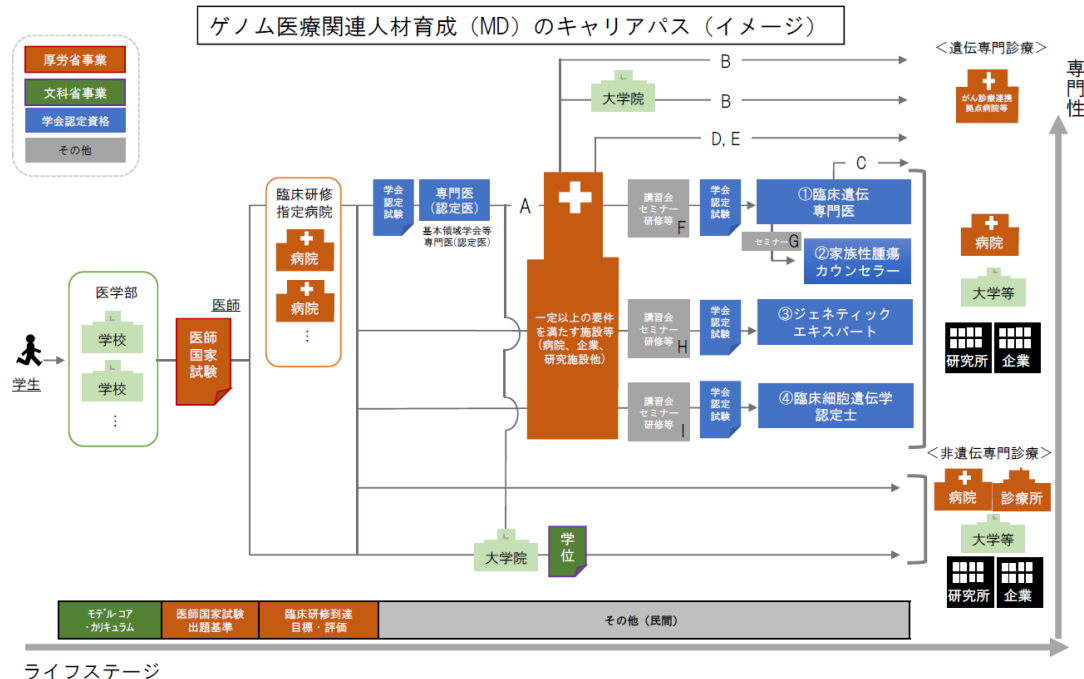 ゲノム医療関連人材育成（MD）のキャリアパス（イメージ）
厚労省事業
文科省事業
学会認定資格
その他
＜遺伝専門診療＞
専門性
がん診療連携
拠点病院等
B
大学院
B
D, E
C
臨床研修
指定病院
病院
病院
⋮
学会
認定
試験
専門医
（認定医）
基本領域学会等
専門医(認定医)
A
講習会
セミナー
研修等
F
学会
認定
試験
①臨床遺伝
専門医
セミナー
G
②家族性腫瘍
カウンセラー
病院
大学等
研究所
企業
医学部
学校
学校
⋮
学生
医師
医師
国家
試験
一定以上の要件
を満たす施設等
(病院、企業、
研究施設他)
講習会
セミナー
研修等
H
学会
認定
試験
③ジェネティック
エキスパート
講習会
セミナー
研修等
I
学会
認定
試験
④臨床細胞遺伝学
認定士
＜非遺伝専門診療＞
病院
診療所
大学等
研究所
企業
大学院
学位
モデル・コア
・カリキュラム
医師国家試験
出題基準
臨床研修到達
目標・評価
その他（民間）
ライフステージ